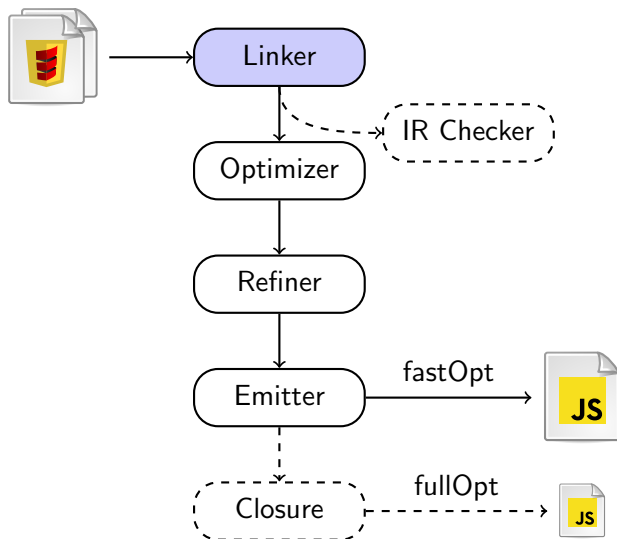 Linker
IR Checker
Optimizer
Refiner
Emitter
fastOpt
JS
Closure
fullOpt
JS